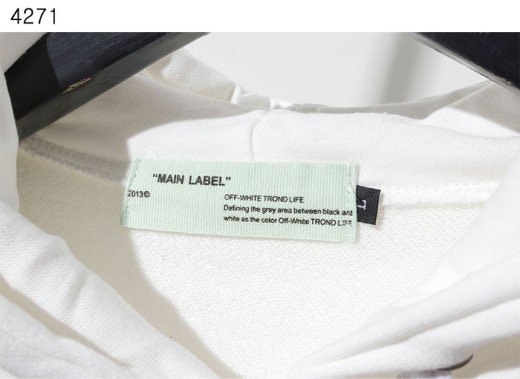 4271
"MAIN LABEL"
2013©
OFF-WHITE TROND LIFE
Defining the grey area between black and
white as the color Off-White TROND LIFE
L